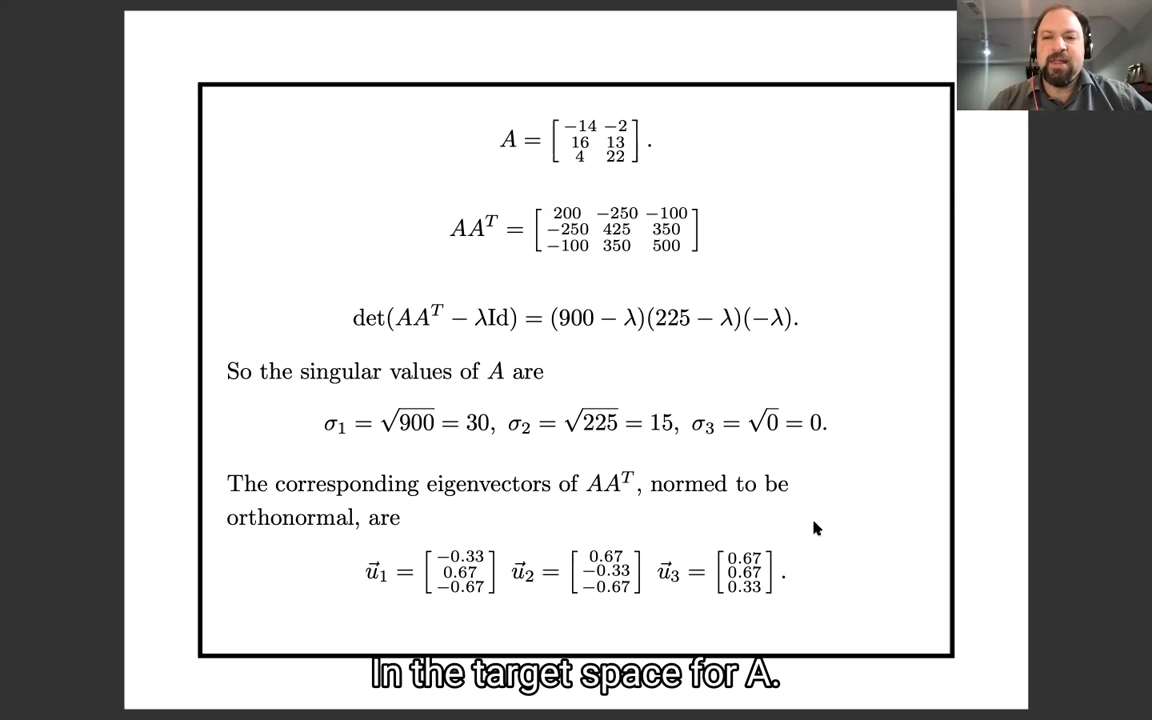 A = [ −14 −2
16 13
4 22 ] .
AAᵀ = [ 200 −250 −100
−250 425 350
−100 350 500 ]
det(AAᵀ − λId) = (900 − λ)(225 − λ)(−λ).
So the singular values of A are
σ₁ = √900 = 30, σ₂ = √225 = 15, σ₃ = √0 = 0.
The corresponding eigenvectors of AAᵀ, normed to be
orthonormal, are
u⃗₁ = [ −0.33 0.67 −0.67 ] u⃗₂ = [ 0.67 −0.33 −0.67 ] u⃗₃ = [ 0.67 0.67 0.33 ] .
In the target space for A.